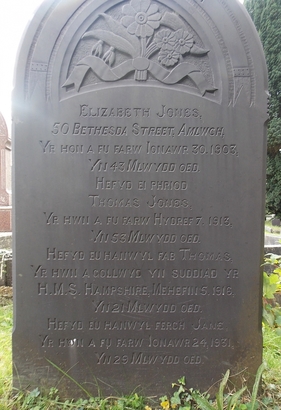 Elizabeth Jones,
50 Bethesda Street, Amlwch.
Yr hon a fu farw Ionawr 30, 1903,
Yn 43 Mlwydd oed.
Hefyd ei phriod
Thomas Jones
Yr hwn a fu farw Hydref 7, 1913,
Yn 53 Mlwydd oed.
Hefyd eu hanwyl fab Thomas,
Yr hwn a gollwyd yn suddiad yr
H.M.S. Hampshire, Mehefin 5, 1916.
Yn 21 Mlwydd oed.
Hefyd eu hanwyl ferch Jane,
Yr hon a fu farw Ionawr 24, 1931,
Yn 29 Mlwydd oed.